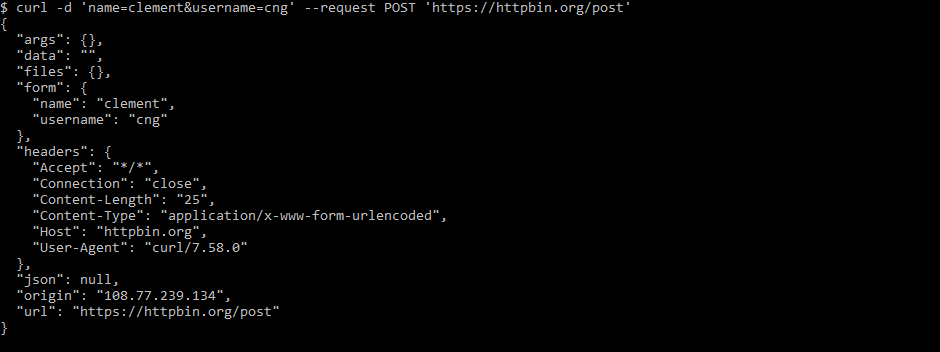 $ curl -d 'name=clement&username=cng' --request POST 'https://httpbin.org/post'
{
  "args": {},
  "data": "",
  "files": {},
  "form": {
    "name": "clement",
    "username": "cng"
  },
  "headers": {
    "Accept": "*/*",
    "Connection": "close",
    "Content-Length": "25",
    "Content-Type": "application/x-www-form-urlencoded",
    "Host": "httpbin.org",
    "User-Agent": "curl/7.58.0"
  },
  "json": null,
  "origin": "108.77.239.134",
  "url": "https://httpbin.org/post"
}